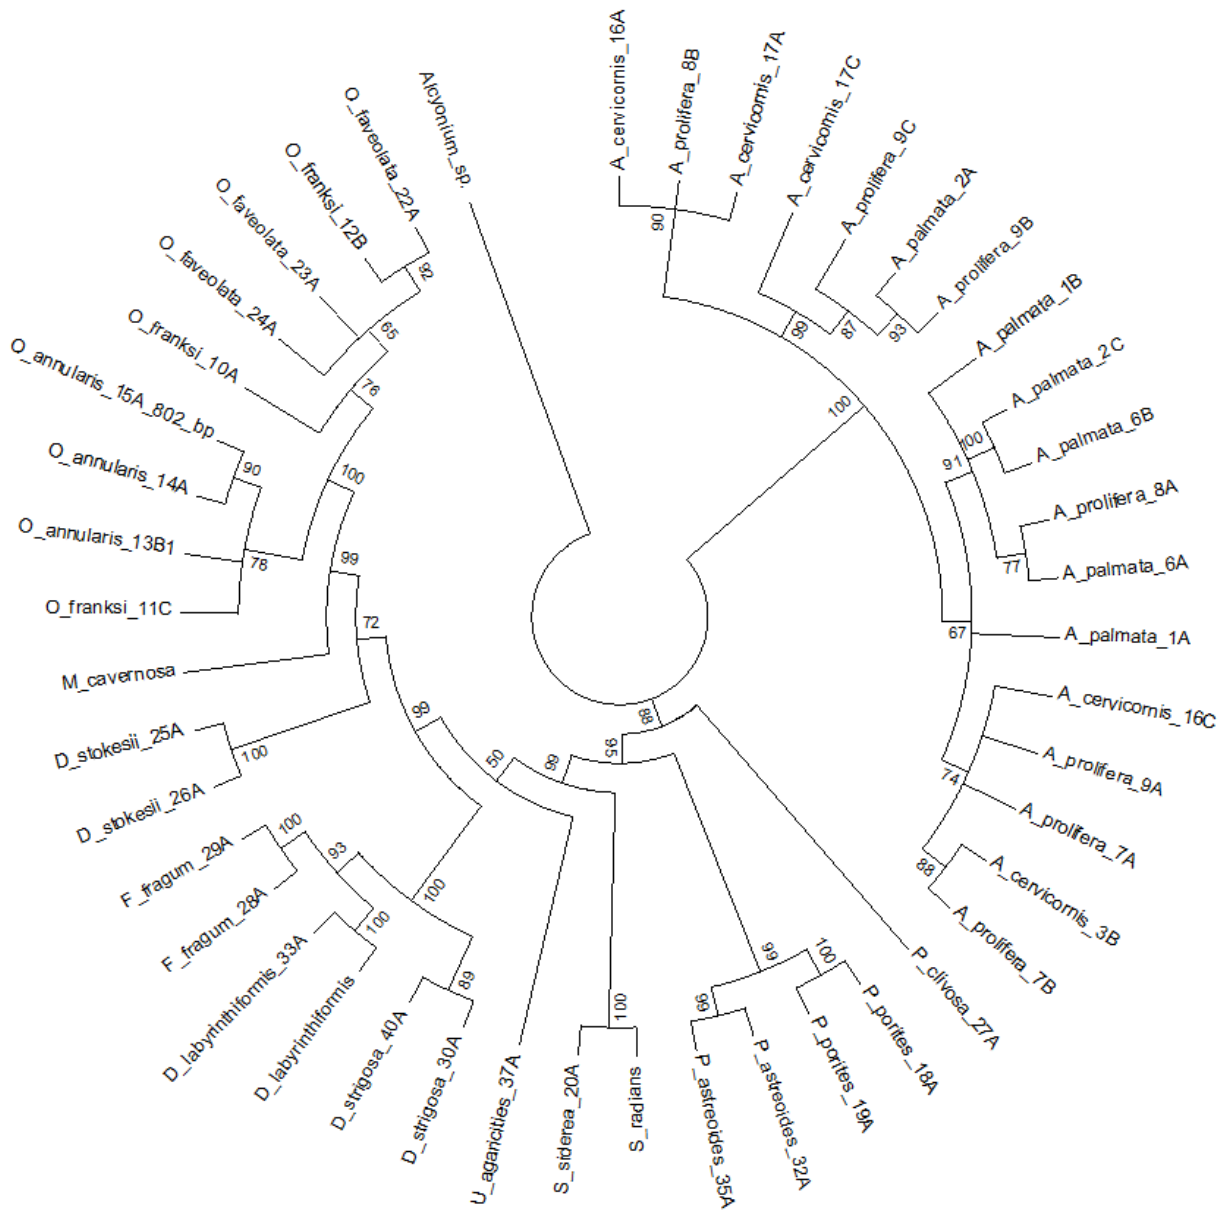 A_cervicornis_16A
A_prolifera_8B
A_cervicornis_17A
A_cervicornis_17C
A_prolifera_9C
A_palmata_2A
A_prolifera_9B
A_palmata_1B
A_palmata_2C
A_palmata_6B
A_prolifera_8A
A_palmata_6A
A_palmata_1A
A_cervicornis_16C
A_prolifera_9A
A_prolifera_7A
A_cervicornis_3B
A_prolifera_7B
P_clivosa_27A
P_porites_18A
P_porites_19A
P_astreoides_32A
P_astreoides_35A
S_radians
S_siderea_20A
U_agaricities_37A
D_strigosa_30A
D_strigosa_40A
D_labyrinthiformis
D_labyrinthiformis_33A
F_fragum_28A
F_fragum_29A
D_stokesii_26A
D_stokesii_25A
M_cavernosa
O_franksi_11C
O_annularis_13B1
O_annularis_14A
O_annularis_15A_802_bp
O_franksi_10A
O_faveolata_24A
O_faveolata_23A
O_franksi_12B
O_faveolata_22A
Alcyonium_sp.
90
99
87
93
100
100
91
77
67
74
88
88
95
99
100
99
99
100
50
99
72
100
89
93
100
100
100
99
100
78
90
76
65
92